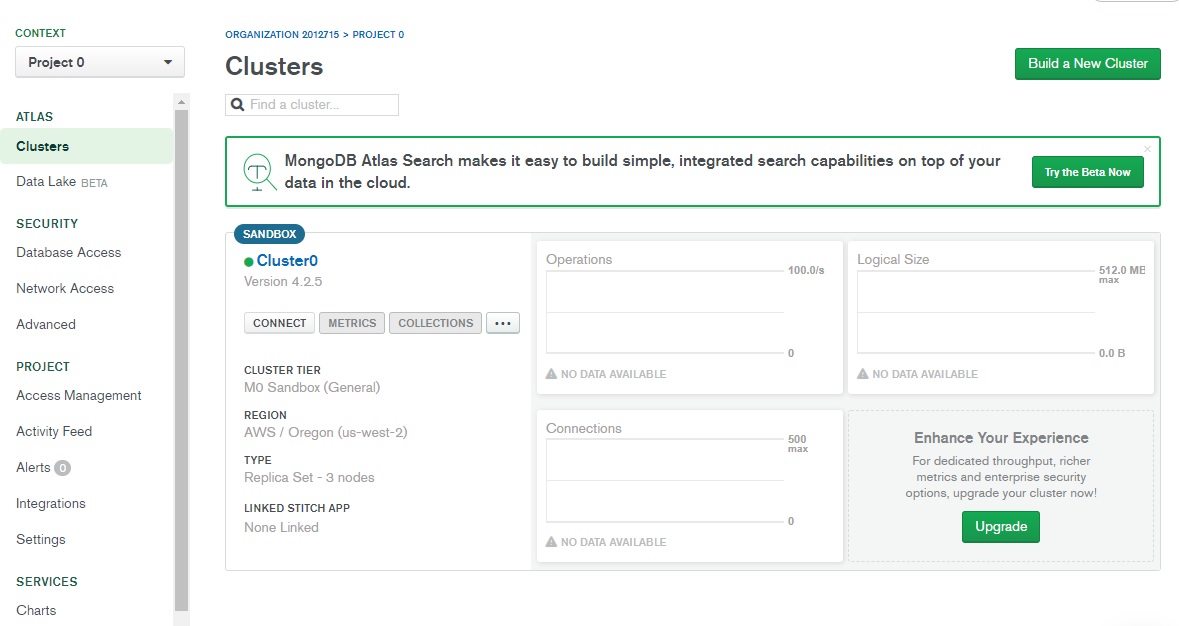 CONTEXT
Project 0
ATLAS
Clusters
Data Lake BETA
SECURITY
Database Access
Network Access
Advanced
PROJECT
Access Management
Activity Feed
Alerts 0
Integrations
Settings
SERVICES
Charts
ORGANIZATION 2012715 > PROJECT 0
Clusters
Build a New Cluster
Find a cluster...
MongoDB Atlas Search makes it easy to build simple, integrated search capabilities on top of your
data in the cloud.
Try the Beta Now
×
SANDBOX
Cluster0
Version 4.2.5
CONNECT METRICS COLLECTIONS ...
CLUSTER TIER
M0 Sandbox (General)
REGION
AWS / Oregon (us-west-2)
TYPE
Replica Set - 3 nodes
LINKED STITCH APP
None Linked
Operations
100.0/s
0
NO DATA AVAILABLE
Logical Size
512.0 MB
max
0.0 B
NO DATA AVAILABLE
Connections
500
max
0
NO DATA AVAILABLE
Enhance Your Experience
For dedicated throughput, richer
metrics and enterprise security
options, upgrade your cluster now!
Upgrade